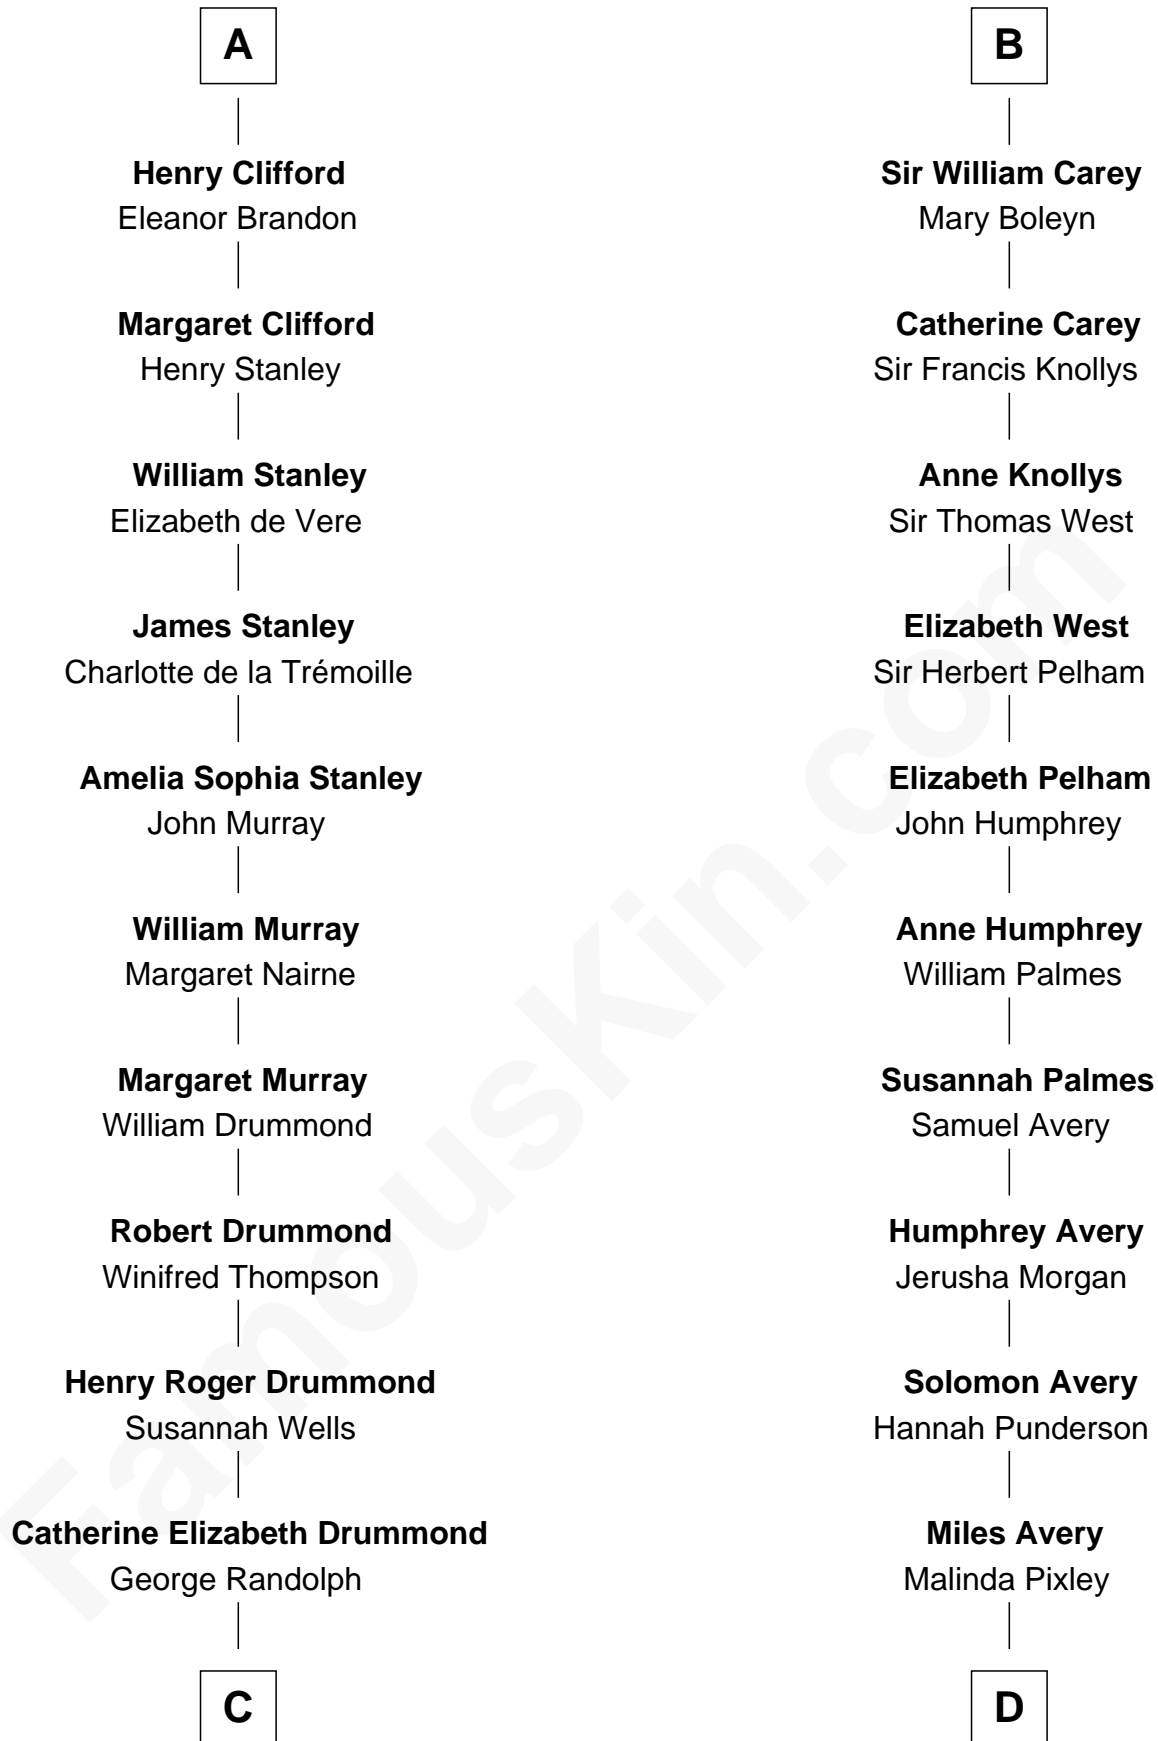 A
Henry Clifford
Eleanor Brandon
Margaret Clifford
Henry Stanley
William Stanley
Elizabeth de Vere
James Stanley
Charlotte de la Trémoille
Amelia Sophia Stanley
John Murray
William Murray
Margaret Nairne
Margaret Murray
William Drummond
Robert Drummond
Winifred Thompson
Henry Roger Drummond
Susannah Wells
Catherine Elizabeth Drummond
George Randolph
C
B
Sir William Carey
Mary Boleyn
Catherine Carey
Sir Francis Knollys
Anne Knollys
Sir Thomas West
Elizabeth West
Sir Herbert Pelham
Elizabeth Pelham
John Humphrey
Anne Humphrey
William Palmes
Susannah Palmes
Samuel Avery
Humphrey Avery
Jerusha Morgan
Solomon Avery
Hannah Punderson
Miles Avery
Malinda Pixley
D
FamousKin.com